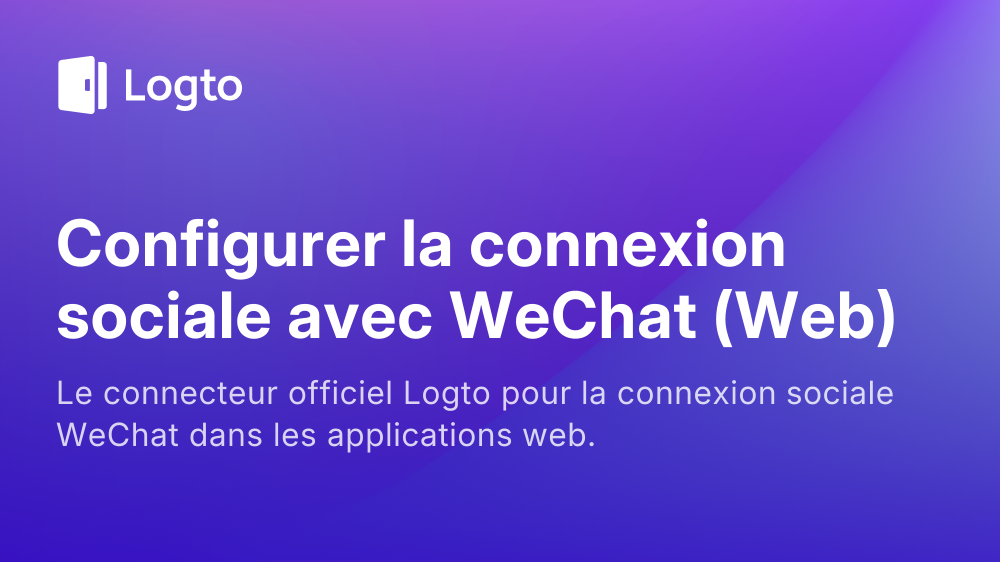 Logto
Configurer la connexion
sociale avec WeChat (Web)
Le connecteur officiel Logto pour la connexion sociale
WeChat dans les applications web.